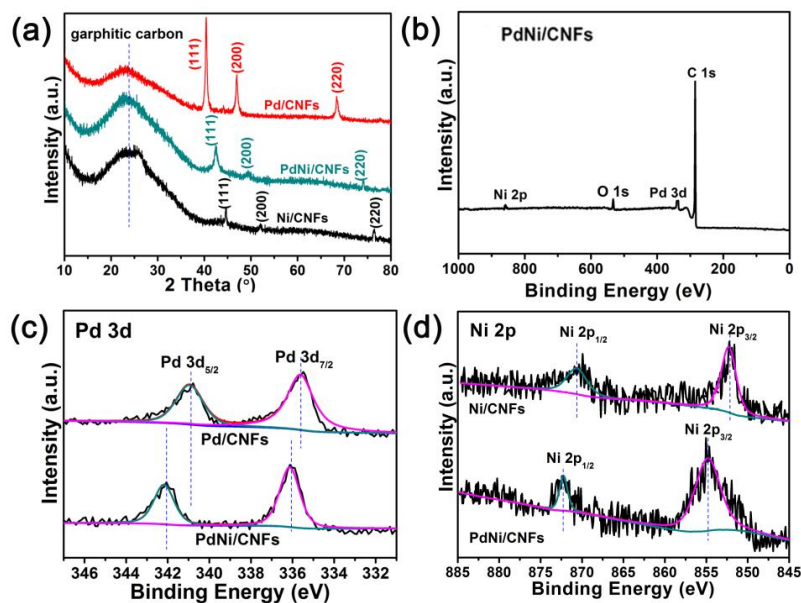 (a)
garphitic carbon
(111)
(200)
(220)
Pd/CNFs
(111)
(200)
(220)
PdNi/CNFs
(111)
(200)
(220)
Ni/CNFs
Intensity (a.u.)
10 20 30 40 50 60 70 80
2 Theta (°)
(b)
PdNi/CNFs
C 1s
Ni 2p
O 1s
Pd 3d
Intensity (a.u.)
1000 800 600 400 200 0
Binding Energy (eV)
(c)
Pd 3d
Pd 3d5/2
Pd 3d7/2
Pd/CNFs
PdNi/CNFs
Intensity (a.u.)
346 344 342 340 338 336 334 332
Binding Energy (eV)
(d)
Ni 2p
Ni 2p1/2
Ni 2p3/2
Ni/CNFs
Ni 2p3/2
Ni 2p1/2
PdNi/CNFs
Intensity (a.u.)
885 880 875 870 865 860 855 850 845
Binding Energy (eV)